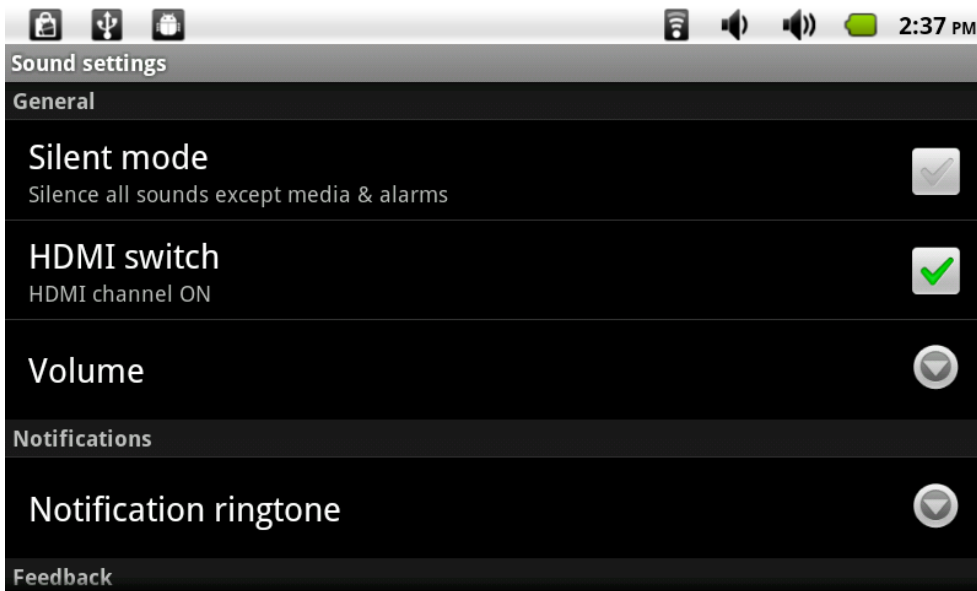 2:37 PM
Sound settings
General
Silent mode
Silence all sounds except media & alarms
HDMI switch
HDMI channel ON
Volume
Notifications
Notification ringtone
Feedback